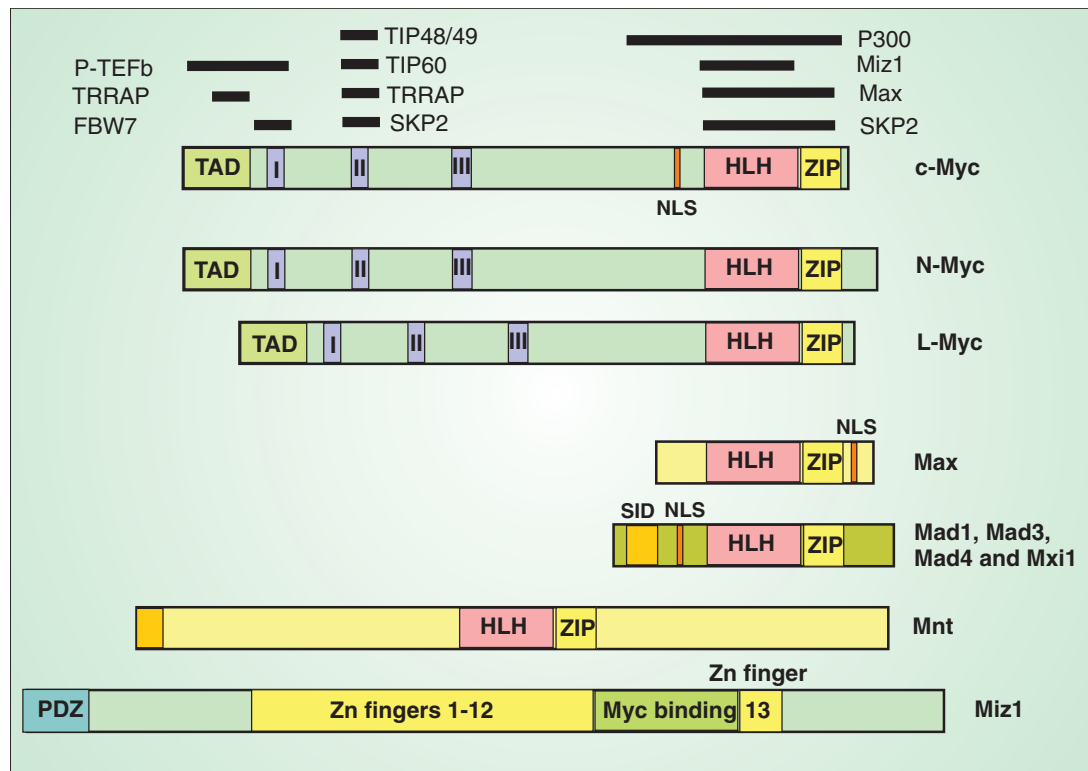 TIP48/49
P300
P-TEFb
TIP60
Miz1
TRRAP
TRRAP
Max
FBW7
SKP2
SKP2
TAD I II III HLH ZIP c-Myc
NLS
TAD I II III HLH ZIP N-Myc
TAD I II III HLH ZIP L-Myc
NLS
HLH ZIP Max
SID NLS
HLH ZIP Mad1, Mad3,
Mad4 and Mxi1
HLH ZIP Mnt
Zn finger
PDZ Zn fingers 1-12 Myc binding 13 Miz1